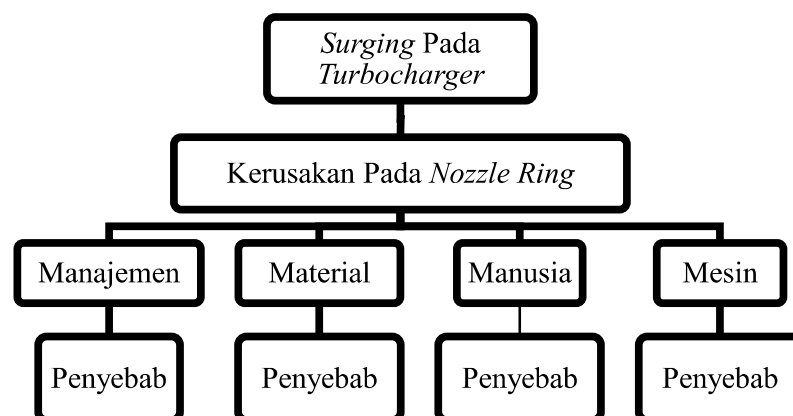 Surging Pada
Turbocharger
Kerusakan Pada Nozzle Ring
Manajemen
Material
Manusia
Mesin
Penyebab
Penyebab
Penyebab
Penyebab